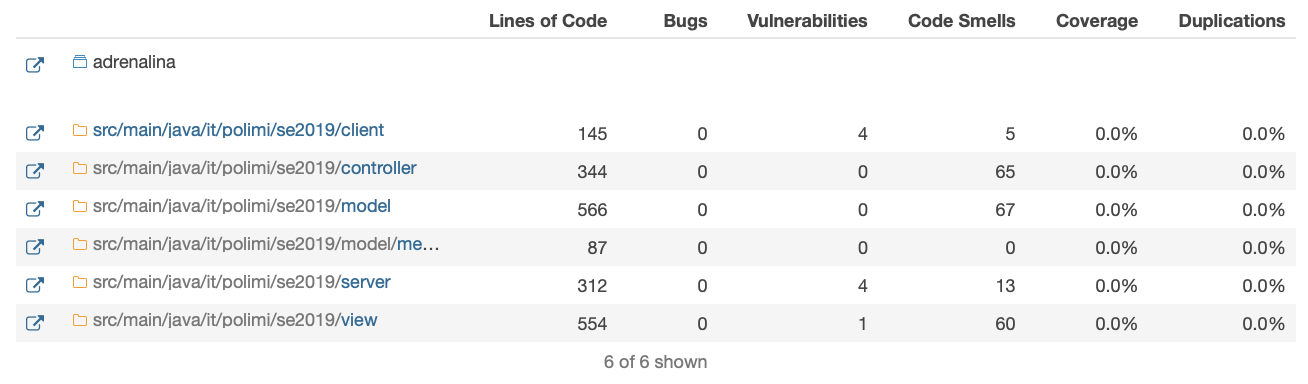 Lines of Code Bugs Vulnerabilities Code Smells Coverage Duplications
adrenalina
src/main/java/it/polimi/se2019/client 145 0 4 5 0.0% 0.0%
src/main/java/it/polimi/se2019/controller 344 0 0 65 0.0% 0.0%
src/main/java/it/polimi/se2019/model 566 0 0 67 0.0% 0.0%
src/main/java/it/polimi/se2019/model/me... 87 0 0 0 0.0% 0.0%
src/main/java/it/polimi/se2019/server 312 0 4 13 0.0% 0.0%
src/main/java/it/polimi/se2019/view 554 0 1 60 0.0% 0.0%
6 of 6 shown